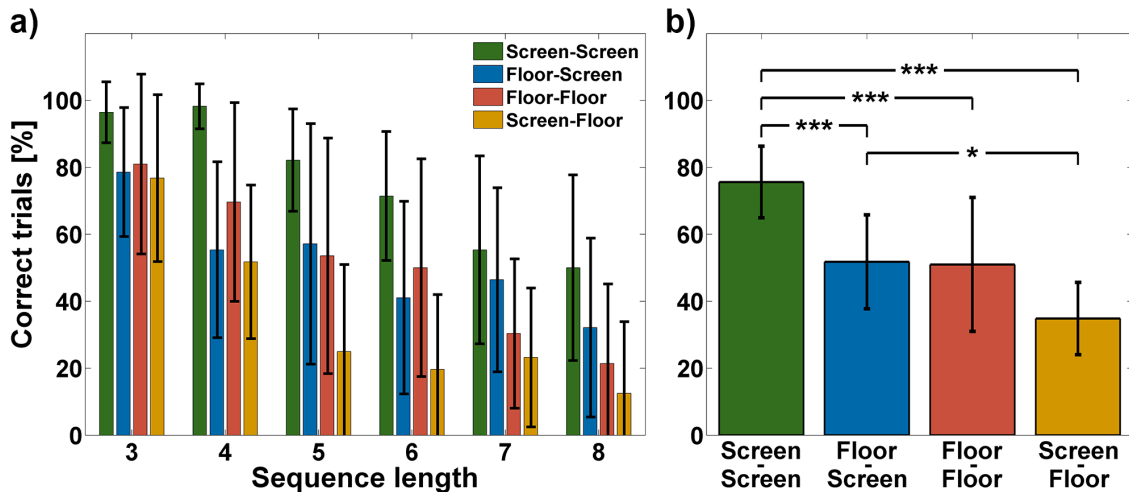 a)
Correct trials [%]
100
80
60
40
20
0
Screen-Screen
Floor-Screen
Floor-Floor
Screen-Floor
3 4 5 6 7 8
Sequence length
b)
100
80
60
40
20
0
***
***
***
*
Screen
-
Screen
Floor
-
Screen
Floor
-
Floor
Screen
-
Floor